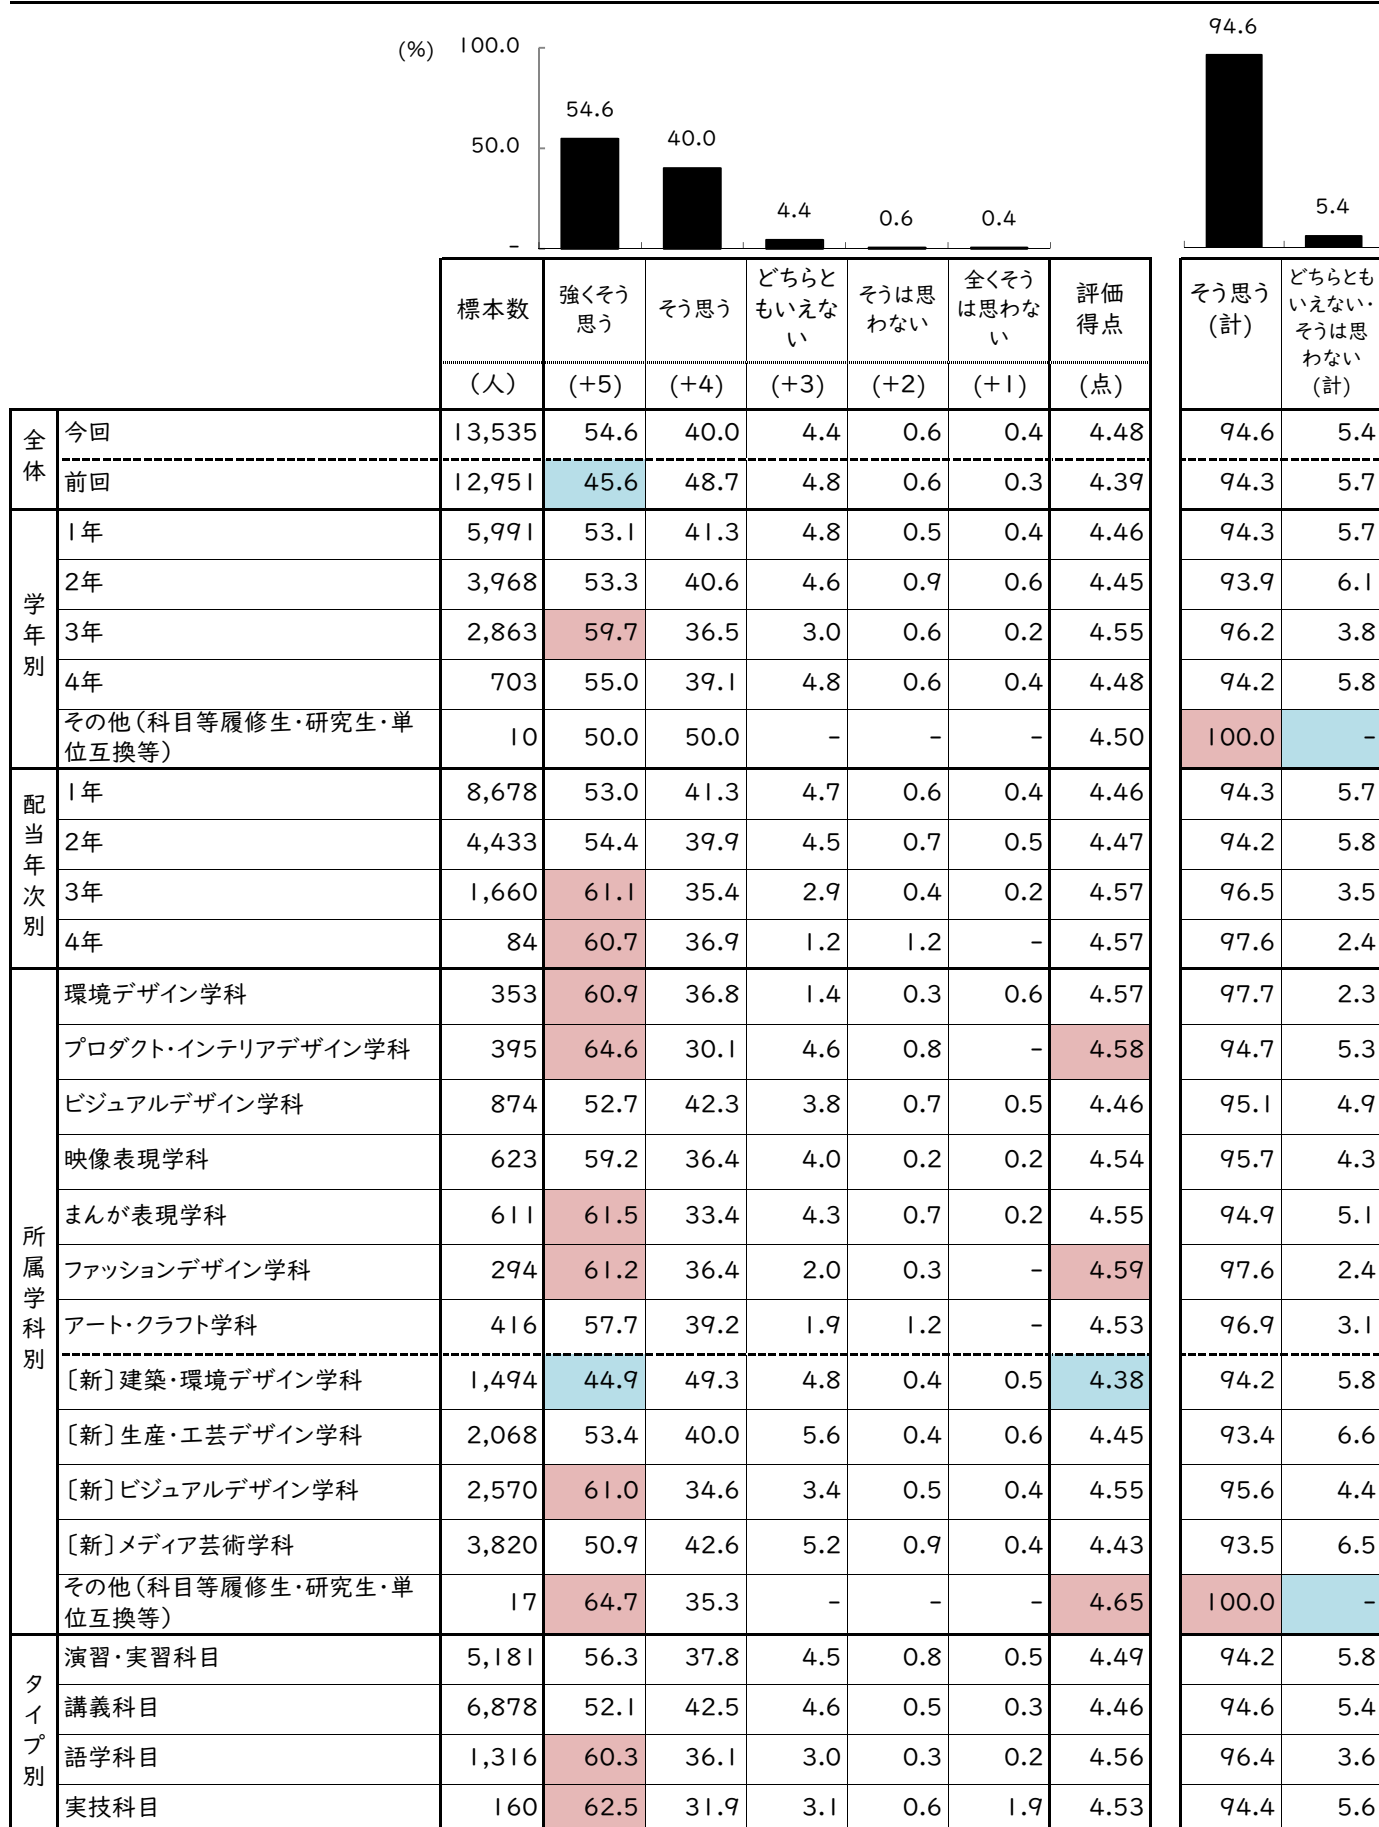 (%)
100.0
50.0
-
54.6
40.0
4.4
0.6
0.4
94.6
5.4
標本数 強くそう思う そう思う どちらともいえない そうは思わない 全くそうは思わない 評価得点 そう思う(計) どちらともいえない・そうは思わない(計)
(人) (+5) (+4) (+3) (+2) (+1) (点)
全体
今回 13,535 54.6 40.0 4.4 0.6 0.4 4.48 94.6 5.4
前回 12,951 45.6 48.7 4.8 0.6 0.3 4.39 94.3 5.7
学年別
1年 5,991 53.1 41.3 4.8 0.5 0.4 4.46 94.3 5.7
2年 3,968 53.3 40.6 4.6 0.9 0.6 4.45 93.9 6.1
3年 2,863 59.7 36.5 3.0 0.6 0.2 4.55 96.2 3.8
4年 703 55.0 39.1 4.8 0.6 0.4 4.48 94.2 5.8
その他(科目等履修生・研究生・単位互換等) 10 50.0 50.0 - - - 4.50 100.0 -
配当年次別
1年 8,678 53.0 41.3 4.7 0.6 0.4 4.46 94.3 5.7
2年 4,433 54.4 39.9 4.5 0.7 0.5 4.47 94.2 5.8
3年 1,660 61.1 35.4 2.9 0.4 0.2 4.57 96.5 3.5
4年 84 60.7 36.9 1.2 1.2 - 4.57 97.6 2.4
所属学科別
環境デザイン学科 353 60.9 36.8 1.4 0.3 0.6 4.57 97.7 2.3
プロダクト・インテリアデザイン学科 395 64.6 30.1 4.6 0.8 - 4.58 94.7 5.3
ビジュアルデザイン学科 874 52.7 42.3 3.8 0.7 0.5 4.46 95.1 4.9
映像表現学科 623 59.2 36.4 4.0 0.2 0.2 4.54 95.7 4.3
まんが表現学科 611 61.5 33.4 4.3 0.7 0.2 4.55 94.9 5.1
ファッションデザイン学科 294 61.2 36.4 2.0 0.3 - 4.59 97.6 2.4
アート・クラフト学科 416 57.7 39.2 1.9 1.2 - 4.53 96.9 3.1
〔新〕建築・環境デザイン学科 1,494 44.9 49.3 4.8 0.4 0.5 4.38 94.2 5.8
〔新〕生産・工芸デザイン学科 2,068 53.4 40.0 5.6 0.4 0.6 4.45 93.4 6.6
〔新〕ビジュアルデザイン学科 2,570 61.0 34.6 3.4 0.5 0.4 4.55 95.6 4.4
〔新〕メディア芸術学科 3,820 50.9 42.6 5.2 0.9 0.4 4.43 93.5 6.5
その他(科目等履修生・研究生・単位互換等) 17 64.7 35.3 - - - 4.65 100.0 -
タイプ別
演習・実習科目 5,181 56.3 37.8 4.5 0.8 0.5 4.49 94.2 5.8
講義科目 6,878 52.1 42.5 4.6 0.5 0.3 4.46 94.6 5.4
語学科目 1,316 60.3 36.1 3.0 0.3 0.2 4.56 96.4 3.6
実技科目 160 62.5 31.9 3.1 0.6 1.9 4.53 94.4 5.6